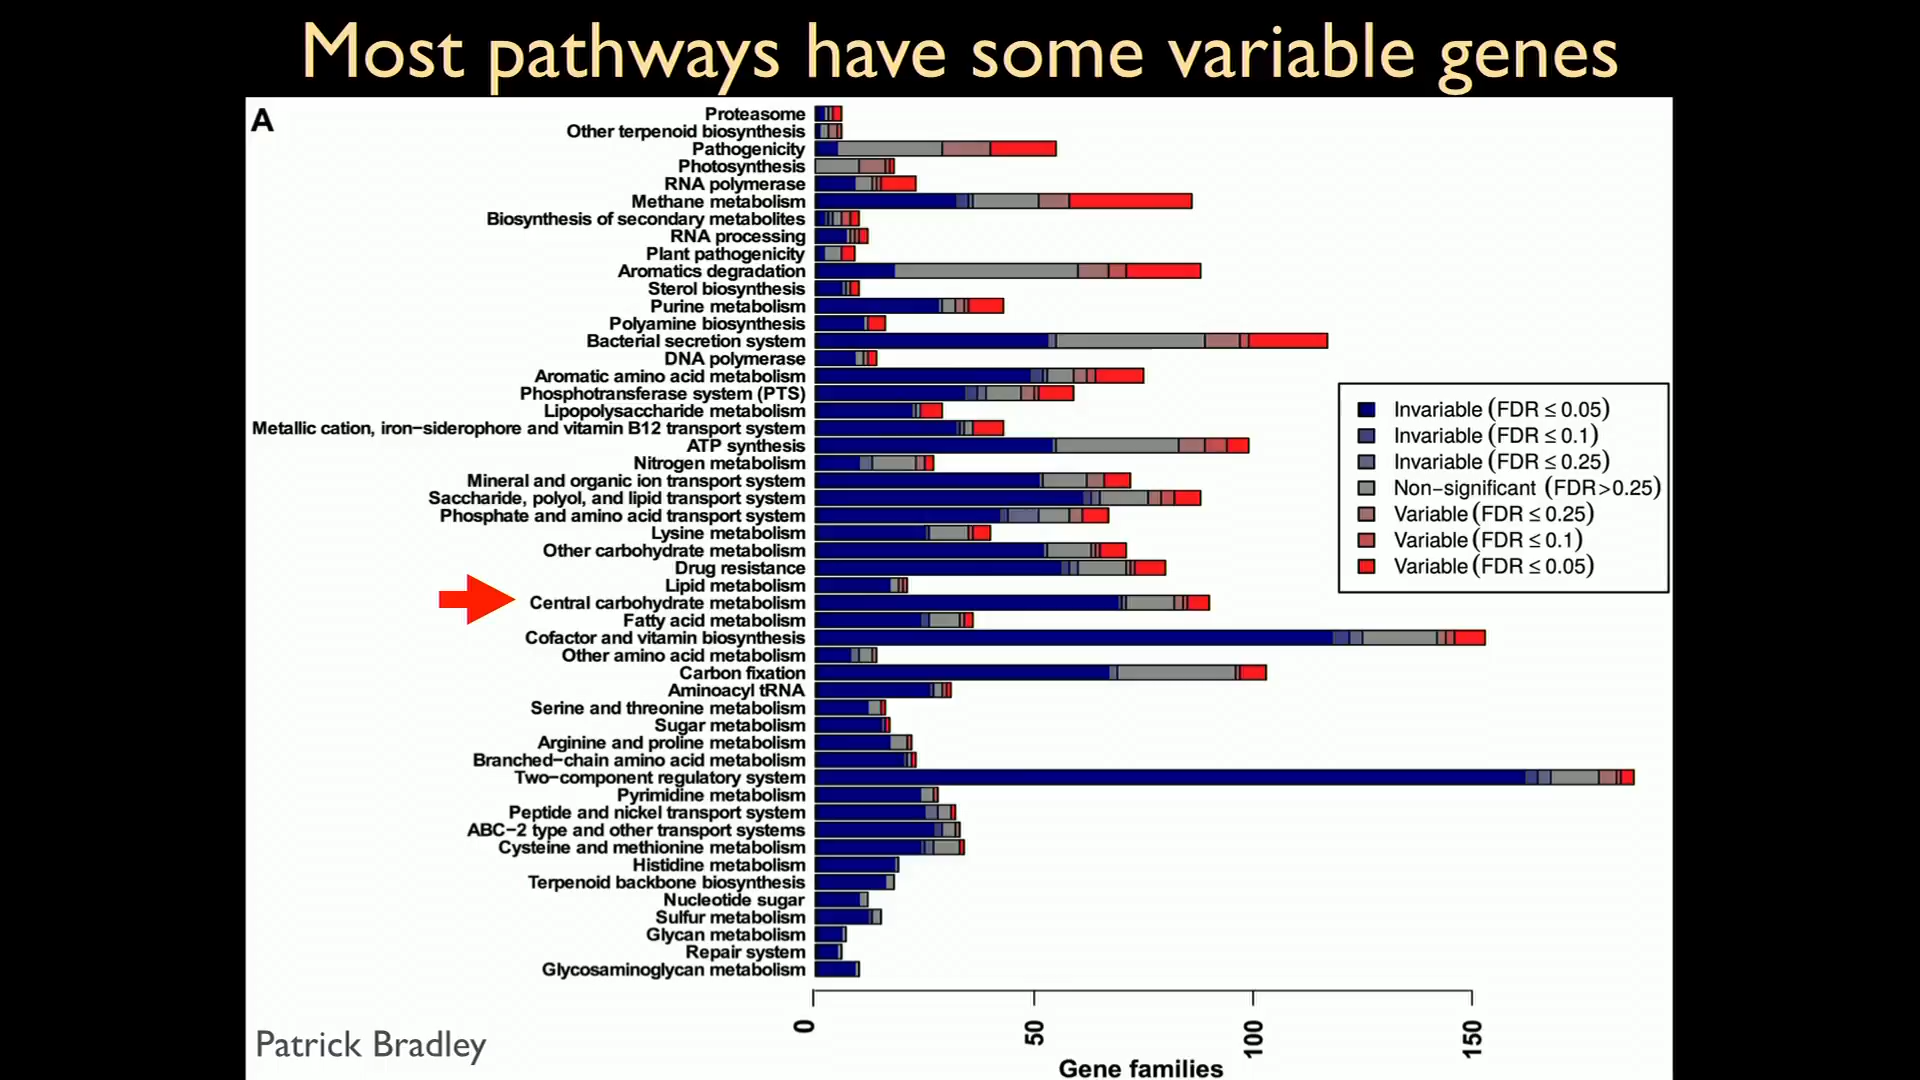 Most pathways have some variable genes
A
Proteasome
Other terpenoid biosynthesis
Pathogenicity
Photosynthesis
RNA polymerase
Methane metabolism
Biosynthesis of secondary metabolites
RNA processing
Plant pathogenicity
Aromatics degradation
Sterol biosynthesis
Purine metabolism
Polyamine biosynthesis
Bacterial secretion system
DNA polymerase
Aromatic amino acid metabolism
Phosphotransferase system (PTS)
Lipopolysaccharide metabolism
Metallic cation, iron−siderophore and vitamin B12 transport system
ATP synthesis
Nitrogen metabolism
Mineral and organic ion transport system
Saccharide, polyol, and lipid transport system
Phosphate and amino acid transport system
Lysine metabolism
Other carbohydrate metabolism
Drug resistance
Lipid metabolism
Central carbohydrate metabolism
Fatty acid metabolism
Cofactor and vitamin biosynthesis
Other amino acid metabolism
Carbon fixation
Aminoacyl tRNA
Serine and threonine metabolism
Sugar metabolism
Arginine and proline metabolism
Branched−chain amino acid metabolism
Two−component regulatory system
Pyrimidine metabolism
Peptide and nickel transport system
ABC−2 type and other transport systems
Cysteine and methionine metabolism
Histidine metabolism
Terpenoid backbone biosynthesis
Nucleotide sugar
Sulfur metabolism
Glycan metabolism
Repair system
Glycosaminoglycan metabolism
Invariable (FDR ≤ 0.05)
Invariable (FDR ≤ 0.1)
Invariable (FDR ≤ 0.25)
Non−significant (FDR>0.25)
Variable (FDR ≤ 0.25)
Variable (FDR ≤ 0.1)
Variable (FDR ≤ 0.05)
0
50
100
150
Gene families
Patrick Bradley